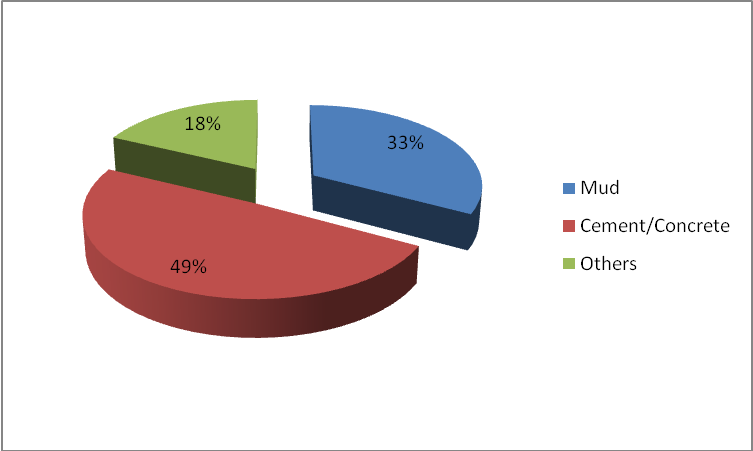 18%
33%
49%
Mud
Cement/Concrete
Others